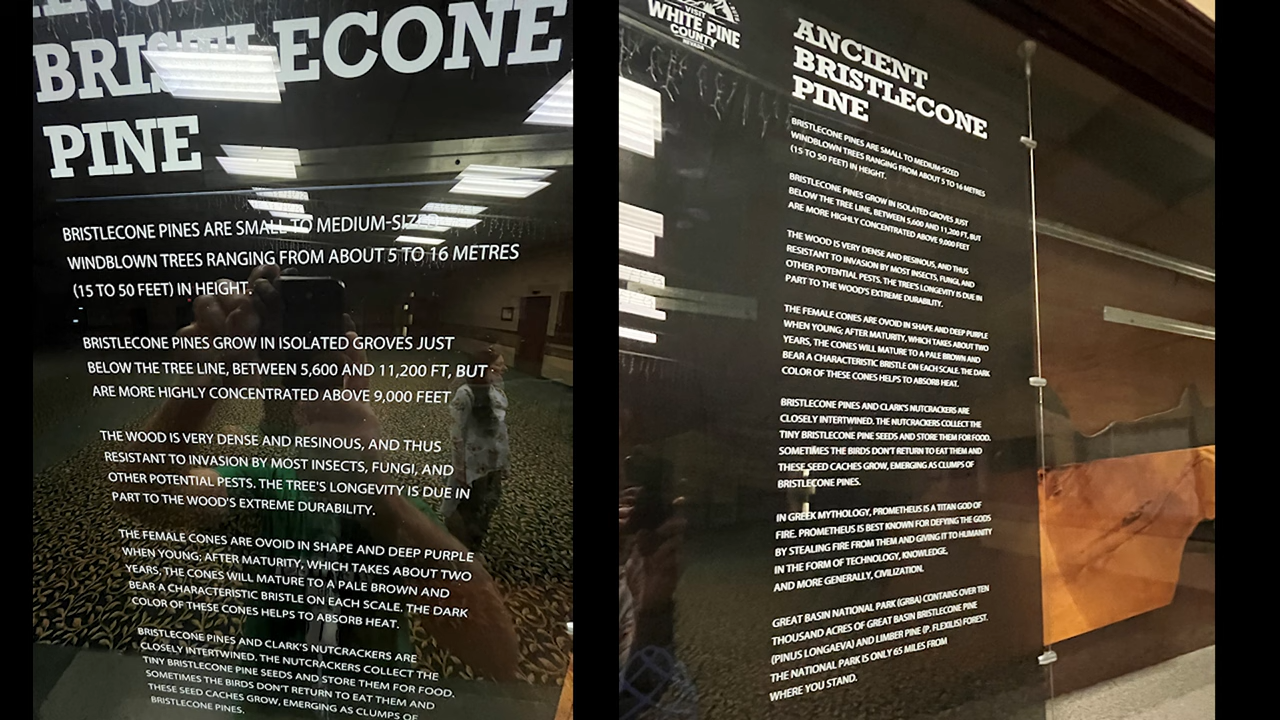 BRISTLECONE
PINE
BRISTLECONE PINES ARE SMALL TO MEDIUM-SIZED
WINDBLOWN TREES RANGING FROM ABOUT 5 TO 16 METRES
(15 TO 50 FEET) IN HEIGHT.
BRISTLECONE PINES GROW IN ISOLATED GROVES JUST
BELOW THE TREE LINE, BETWEEN 5,600 AND 11,200 FT, BUT
ARE MORE HIGHLY CONCENTRATED ABOVE 9,000 FEET
THE WOOD IS VERY DENSE AND RESINOUS, AND THUS
RESISTANT TO INVASION BY MOST INSECTS, FUNGI, AND
OTHER POTENTIAL PESTS. THE TREE'S LONGEVITY IS DUE IN
PART TO THE WOOD'S EXTREME DURABILITY.
THE FEMALE CONES ARE OVOID IN SHAPE AND DEEP PURPLE
WHEN YOUNG; AFTER MATURITY, WHICH TAKES ABOUT TWO
YEARS, THE CONES WILL MATURE TO A PALE BROWN AND
BEAR A CHARACTERISTIC BRISTLE ON EACH SCALE. THE DARK
COLOR OF THESE CONES HELPS TO ABSORB HEAT.
BRISTLECONE PINES AND CLARK'S NUTCRACKERS ARE
CLOSELY INTERTWINED. THE NUTCRACKERS COLLECT THE
TINY BRISTLECONE PINE SEEDS AND STORE THEM FOR FOOD.
SOMETIMES THE BIRDS DON'T RETURN TO EAT THEM AND
THESE SEED CACHES GROW, EMERGING AS CLUMPS OF
BRISTLECONE PINES.
VISIT
WHITE PINE
COUNTY
NEVADA
ANCIENT
BRISTLECONE
PINE
BRISTLECONE PINES ARE SMALL TO MEDIUM-SIZED
WINDBLOWN TREES RANGING FROM ABOUT 5 TO 16 METRES
(15 TO 50 FEET) IN HEIGHT.
BRISTLECONE PINES GROW IN ISOLATED GROVES JUST
BELOW THE TREE LINE, BETWEEN 5,600 AND 11,200 FT, BUT
ARE MORE HIGHLY CONCENTRATED ABOVE 9,000 FEET
THE WOOD IS VERY DENSE AND RESINOUS, AND THUS
RESISTANT TO INVASION BY MOST INSECTS, FUNGI, AND
OTHER POTENTIAL PESTS. THE TREE'S LONGEVITY IS DUE IN
PART TO THE WOOD'S EXTREME DURABILITY.
THE FEMALE CONES ARE OVOID IN SHAPE AND DEEP PURPLE
WHEN YOUNG; AFTER MATURITY, WHICH TAKES ABOUT TWO
YEARS, THE CONES WILL MATURE TO A PALE BROWN AND
BEAR A CHARACTERISTIC BRISTLE ON EACH SCALE. THE DARK
COLOR OF THESE CONES HELPS TO ABSORB HEAT.
BRISTLECONE PINES AND CLARK'S NUTCRACKERS ARE
CLOSELY INTERTWINED. THE NUTCRACKERS COLLECT THE
TINY BRISTLECONE PINE SEEDS AND STORE THEM FOR FOOD.
SOMETIMES THE BIRDS DON'T RETURN TO EAT THEM AND
THESE SEED CACHES GROW, EMERGING AS CLUMPS OF
BRISTLECONE PINES.
IN GREEK MYTHOLOGY, PROMETHEUS IS A TITAN GOD OF
FIRE. PROMETHEUS IS BEST KNOWN FOR DEFYING THE GODS
BY STEALING FIRE FROM THEM AND GIVING IT TO HUMANITY
IN THE FORM OF TECHNOLOGY, KNOWLEDGE,
AND MORE GENERALLY, CIVILIZATION.
GREAT BASIN NATIONAL PARK (GRBA) CONTAINS OVER TEN
THOUSAND ACRES OF GREAT BASIN BRISTLECONE PINE
(PINUS LONGAEVA) AND LIMBER PINE (P. FLEXILIS) FOREST.
THE NATIONAL PARK IS ONLY 65 MILES FROM
WHERE YOU STAND.